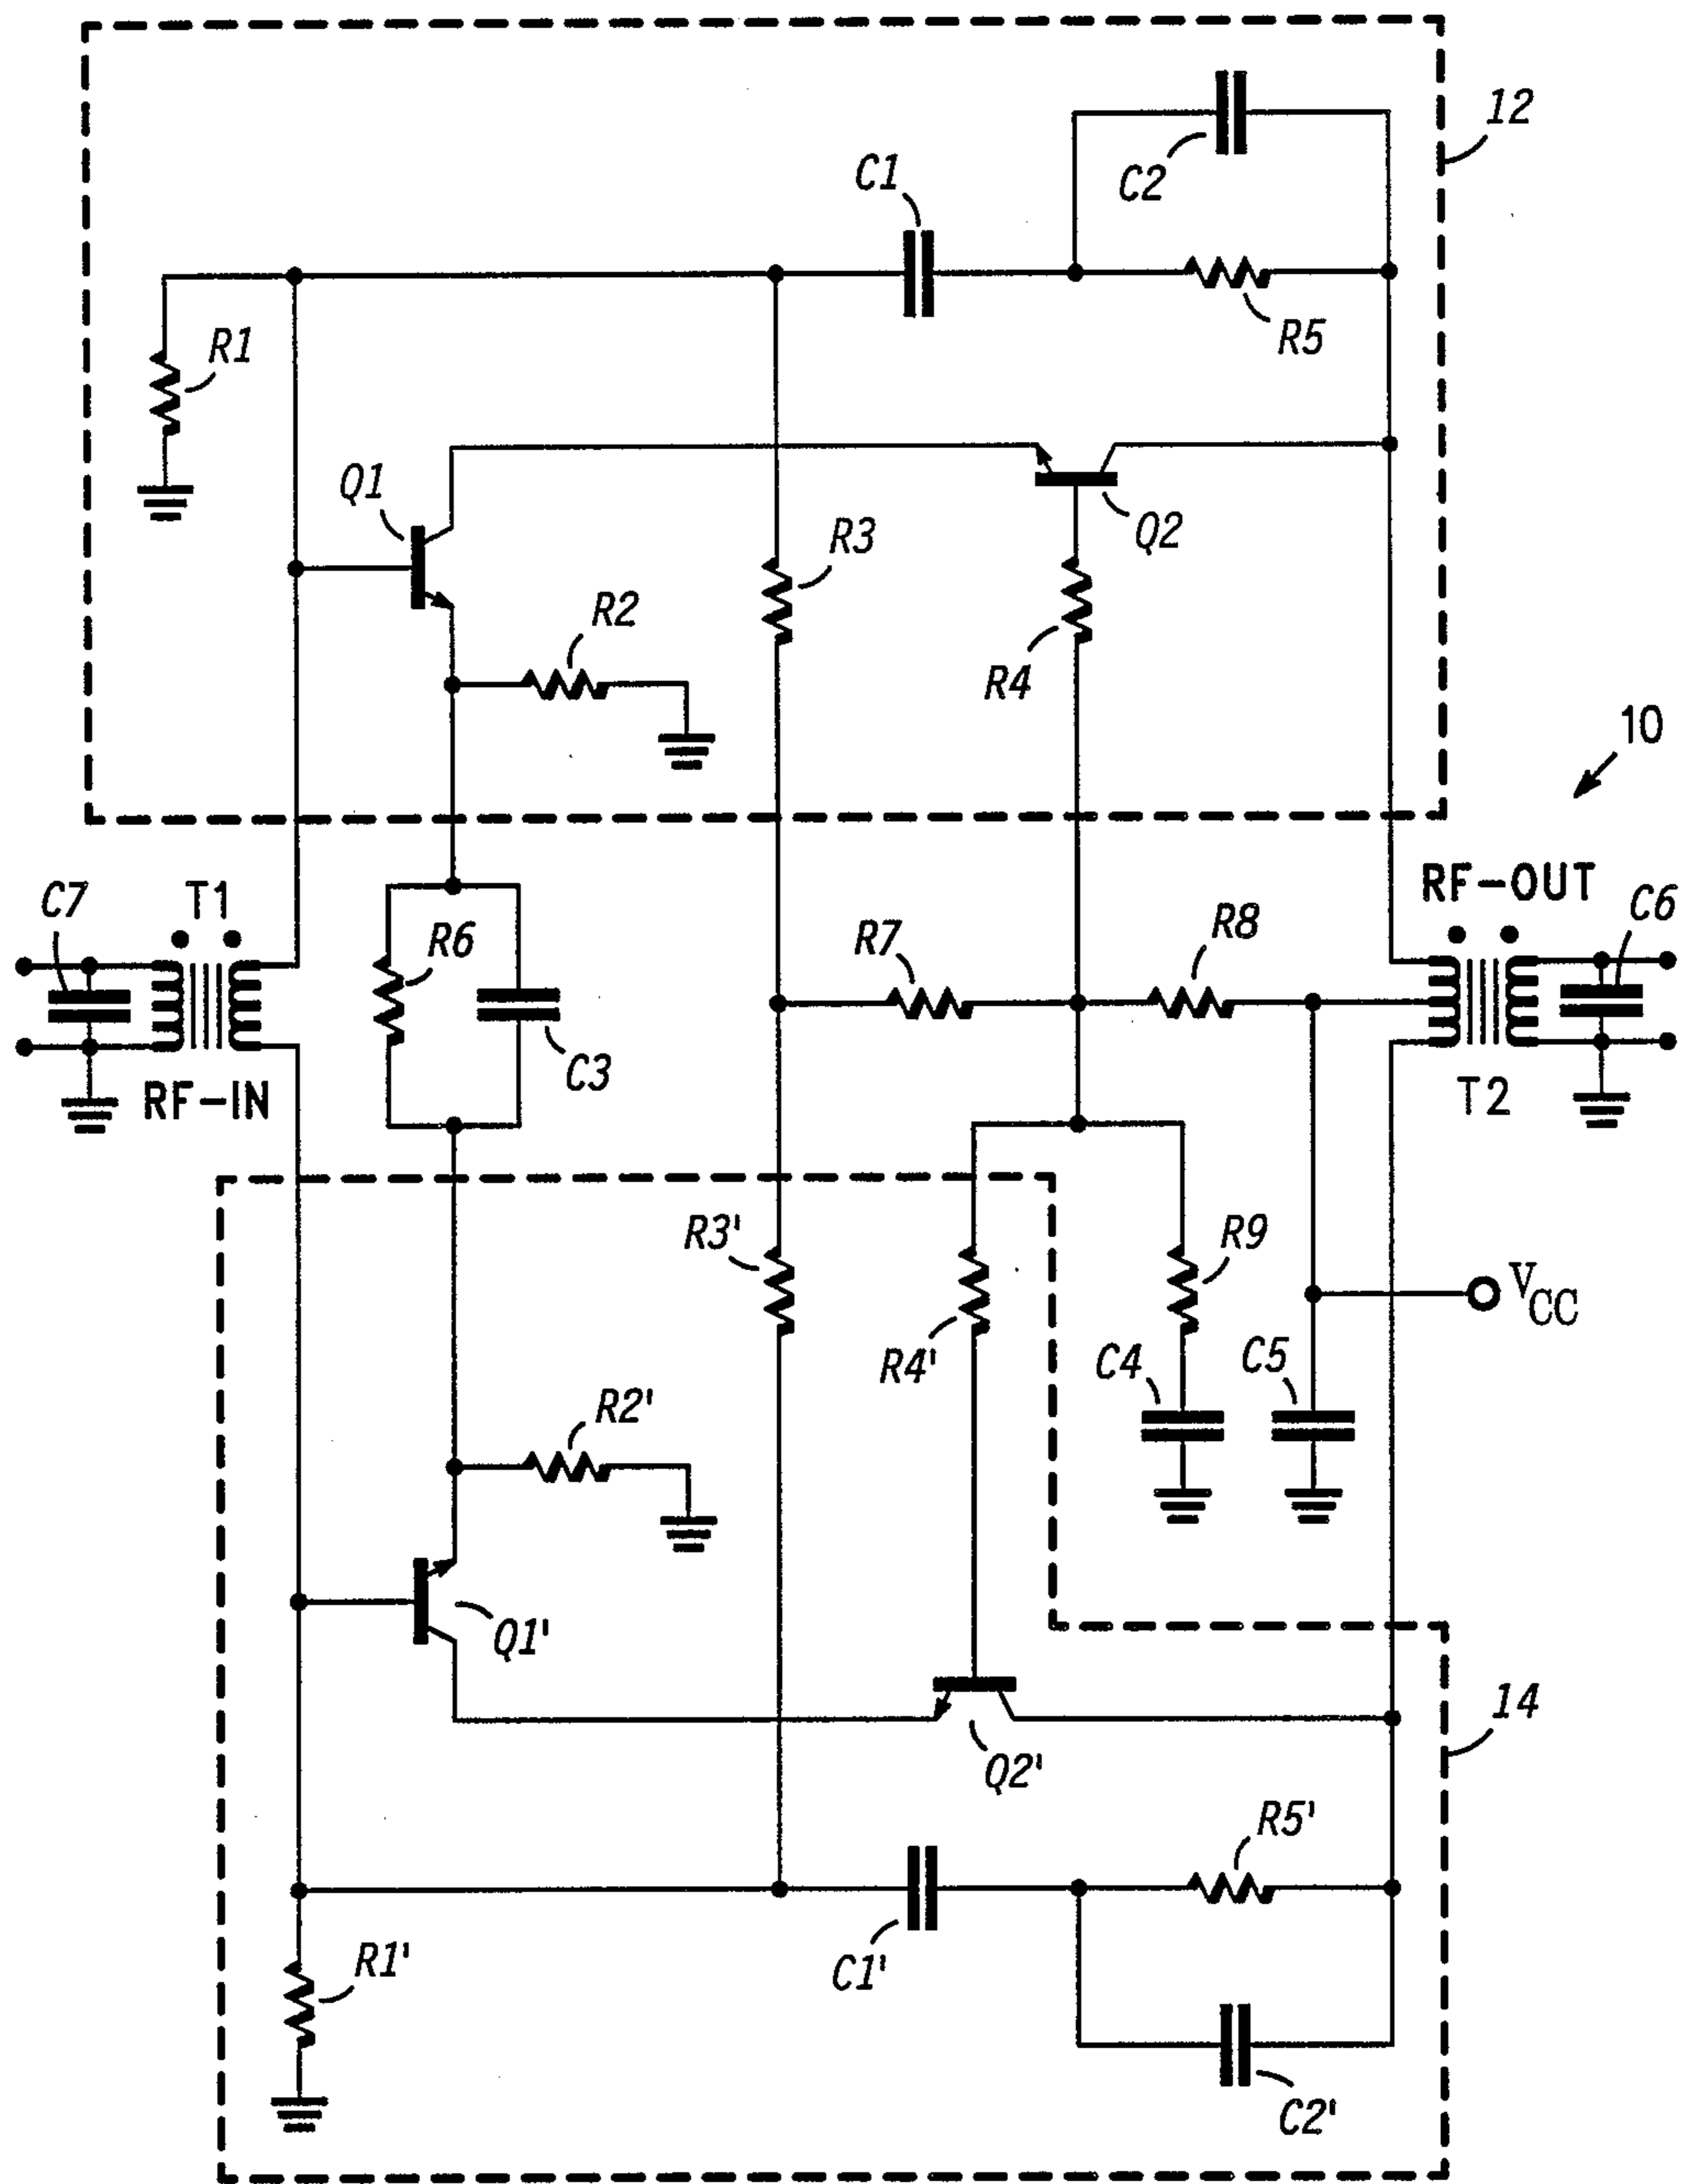 12
C2
C1
R5
R1
Q1
Q2
R3
R2
R4
10
RF-OUT
C7
T1
C6
R6
R7
R8
C3
RF-IN
T2
R3'
R9
VCC
R4'
C4
C5
R2'
Q1'
14
Q2'
R5'
R1'
C1'
C2'